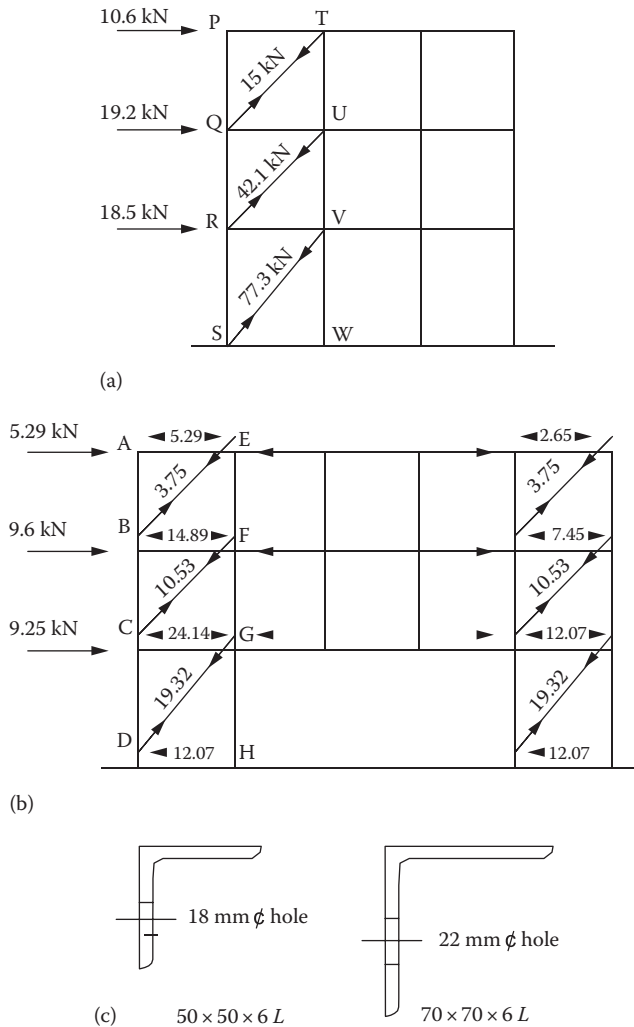 10.6 kN P T
15 kN
19.2 kN Q U
42.1 kN
18.5 kN R V
77.3 kN
S W
(a)
5.29 kN A 5.29 E 2.65
3.75 3.75
B 14.89 F 7.45
9.6 kN
10.53 10.53
C 24.14 G 12.07
9.25 kN
19.32 19.32
D 12.07 H 12.07
(b)
18 mm ¢ hole 22 mm ¢ hole
(c) 50 × 50 × 6 L 70 × 70 × 6 L